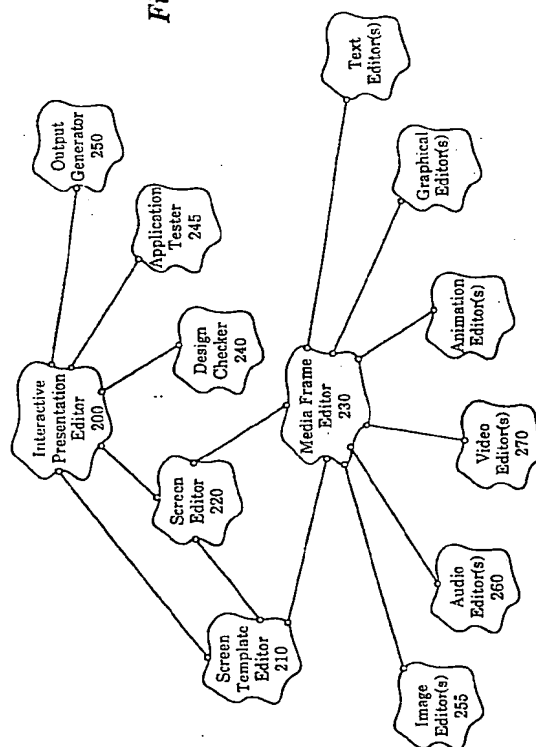 Fi
Interactive
Presentation
Editor
200
Output
Generator
250
Application
Tester
245
Design
Checker
240
Screen
Editor
220
Screen
Template
Editor
210
Media Frame
Editor
230
Image
Editor(s)
255
Audio
Editor(s)
260
Video
Editor(s)
270
Animation
Editor(s)
Graphical
Editor(s)
Text
Editor(s)